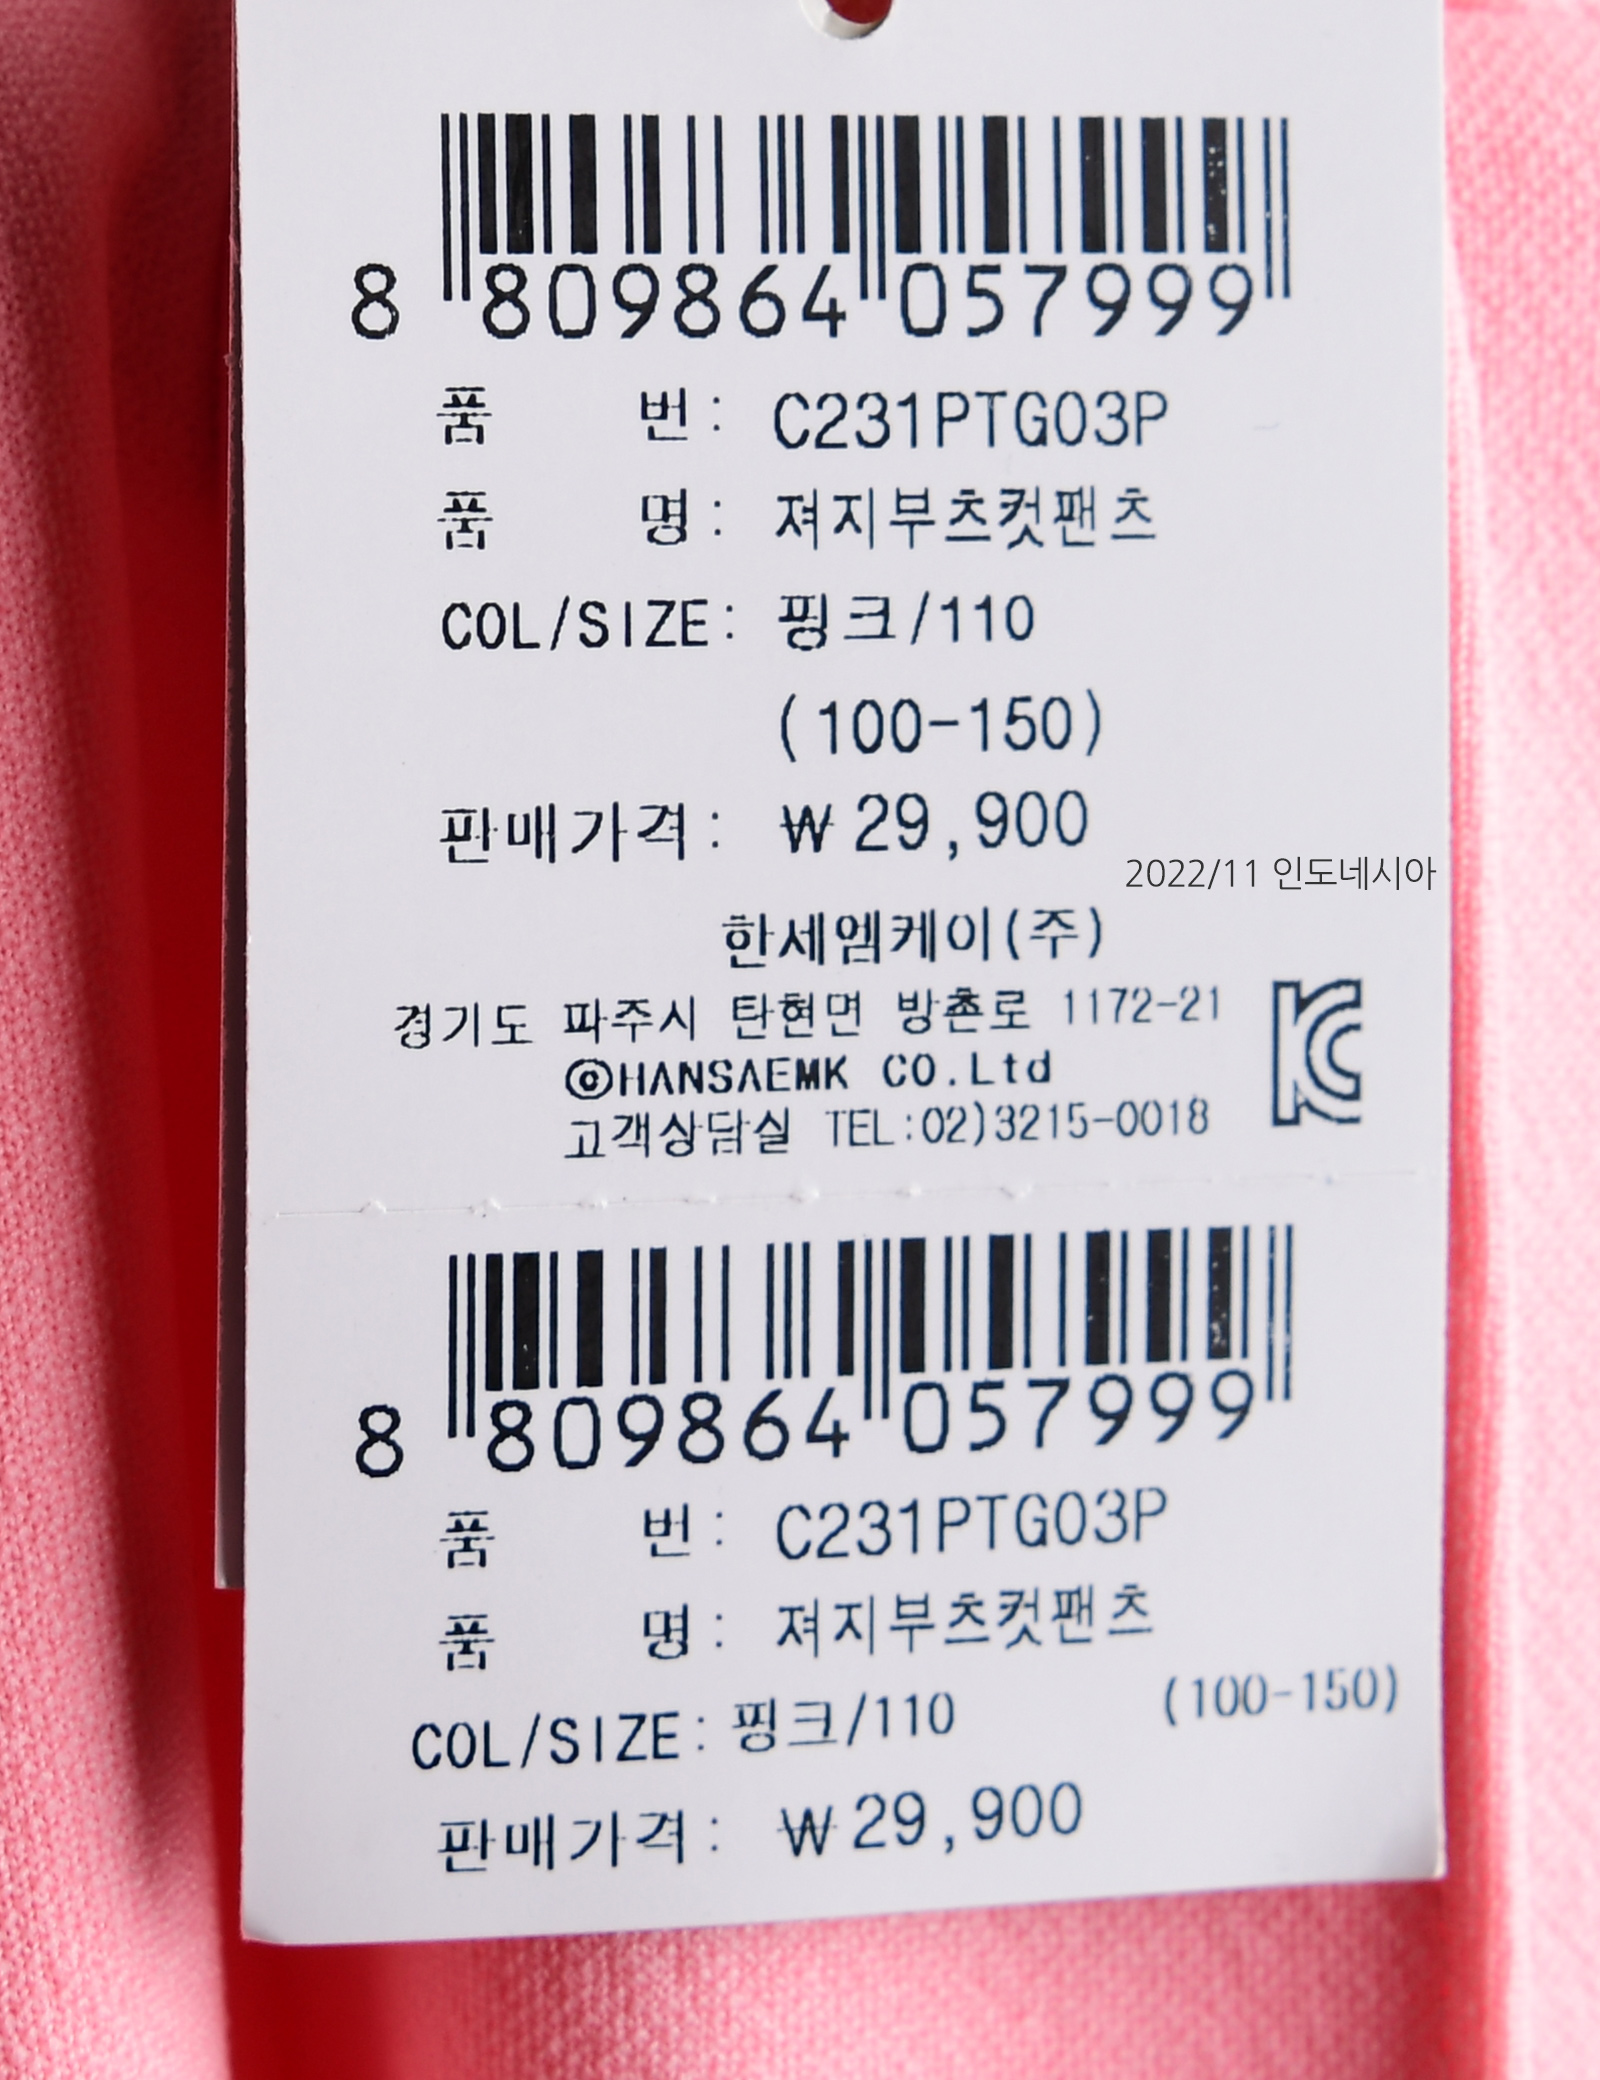 8 809864 057999
품 번: C231PTG03P
품 명: 져지부츠컷팬츠
COL/SIZE: 핑크/110
(100-150)
판매가격: ₩29,900
2022/11 인도네시아
한세엠케이(주)
경기도 파주시 탄현면 방촌로 1172-21
ⓒHANSAEMK CO.Ltd
고객상담실 TEL:02)3215-0018
8 809864 057999
품 번: C231PTG03P
품 명: 져지부츠컷팬츠
COL/SIZE: 핑크/110 (100-150)
판매가격: ₩29,900